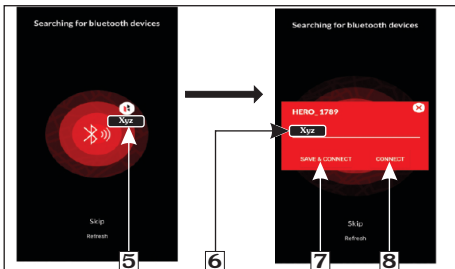 Searching for bluetooth devices
Xyz
Skip
Refresh
5
Searching for bluetooth devices
HERO_1789
Xyz
SAVE & CONNECT CONNECT
Skip
Refresh
6
7
8